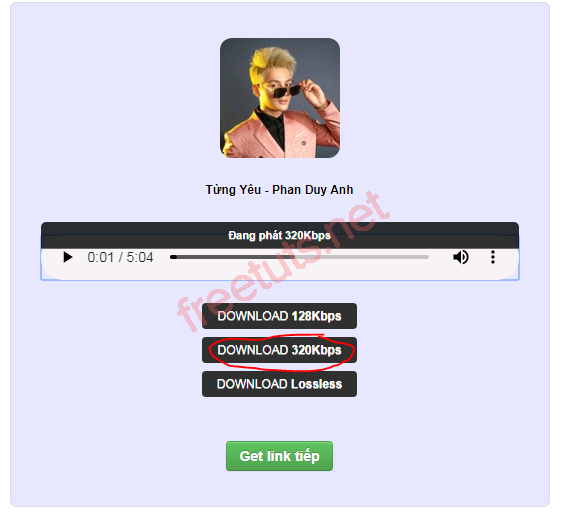 Từng Yêu - Phan Duy Anh
Đang phát 320Kbps
0:01 / 5:04
freetuts.net
DOWNLOAD 128Kbps
DOWNLOAD 320Kbps
DOWNLOAD Lossless
Get link tiếp